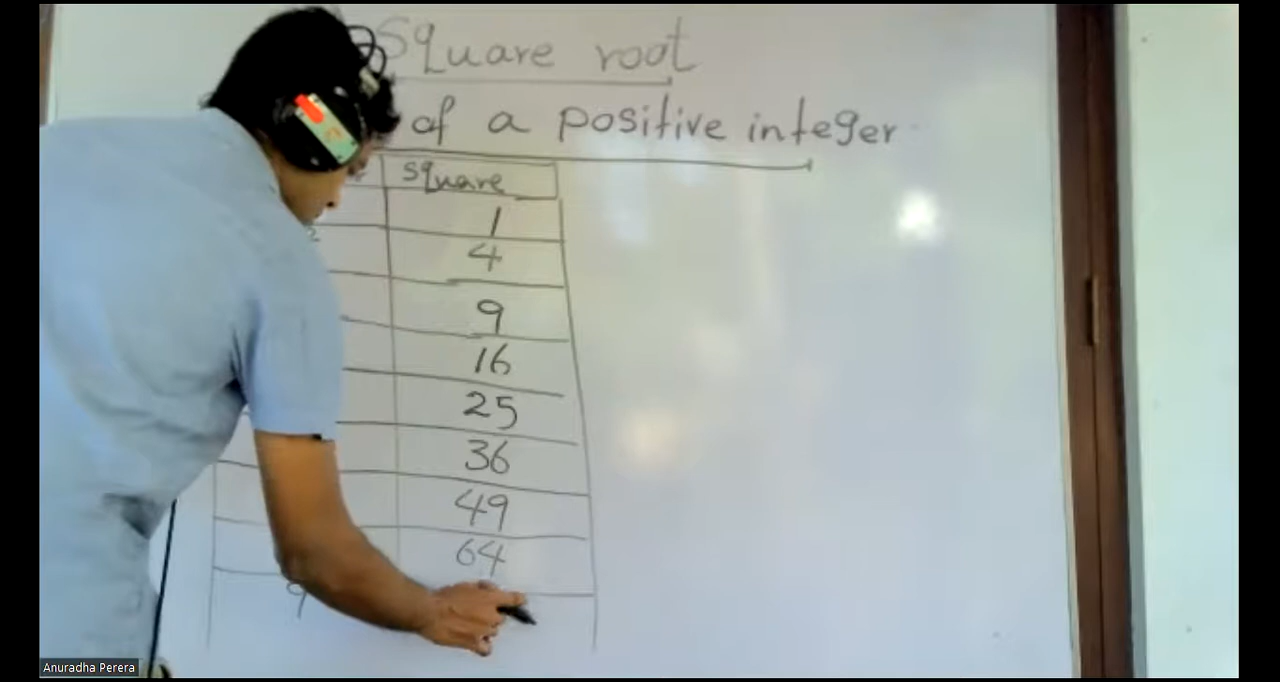 Square root
of a positive integer
square
1
4
9
16
25
36
49
64
9
Anuradha Perera